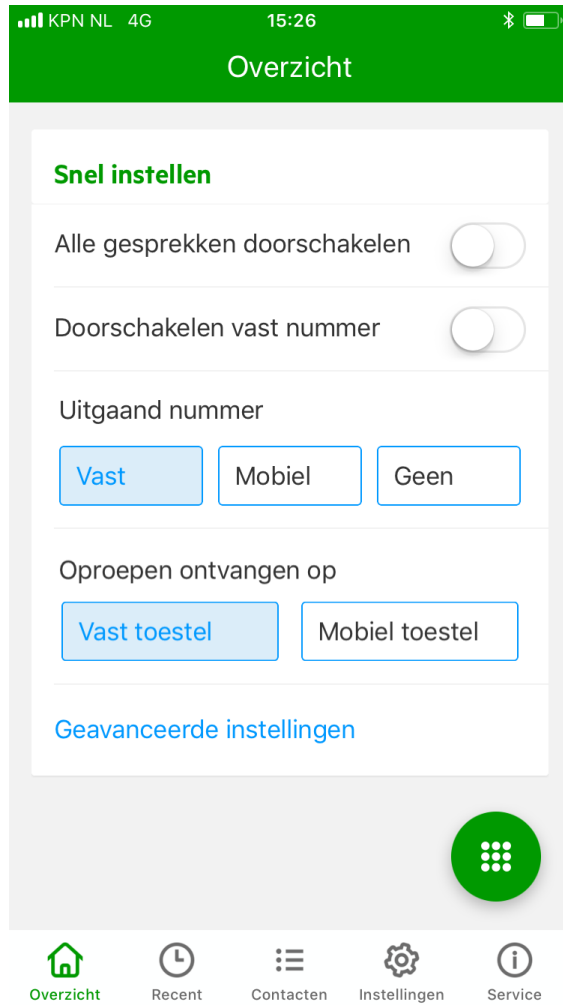 KPN NL 4G 15:26
Overzicht
Snel instellen
Alle gesprekken doorschakelen
Doorschakelen vast nummer
Uitgaand nummer
Vast Mobiel Geen
Oproepen ontvangen op
Vast toestel Mobiel toestel
Geavanceerde instellingen
Overzicht Recent Contacten Instellingen Service